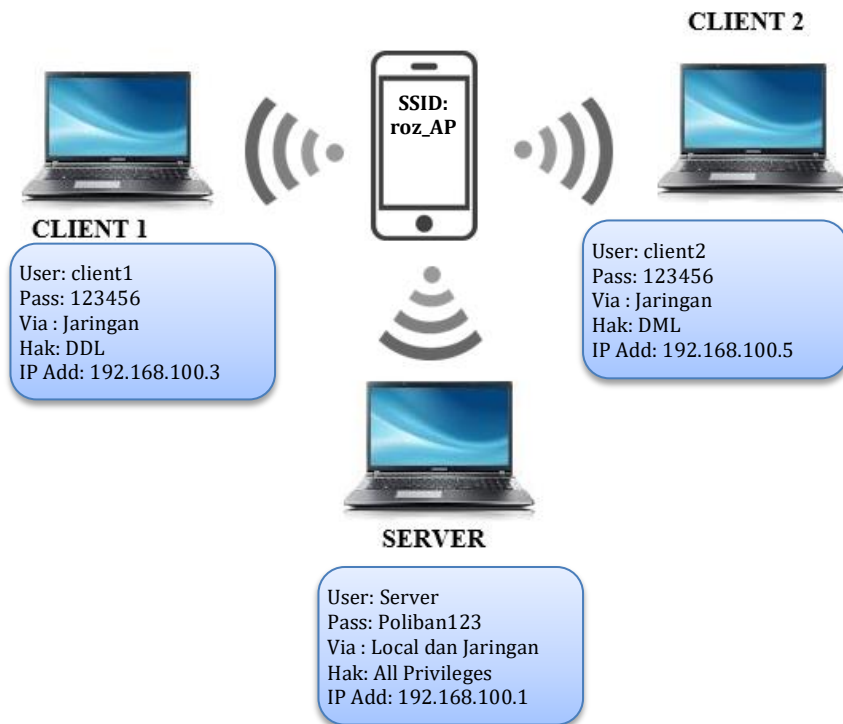 CLIENT 2
SSID:
roz_AP
CLIENT 1
User: client1
Pass: 123456
Via : Jaringan
Hak: DDL
IP Add: 192.168.100.3
User: client2
Pass: 123456
Via : Jaringan
Hak: DML
IP Add: 192.168.100.5
SERVER
User: Server
Pass: Poliban123
Via : Local dan Jaringan
Hak: All Privileges
IP Add: 192.168.100.1